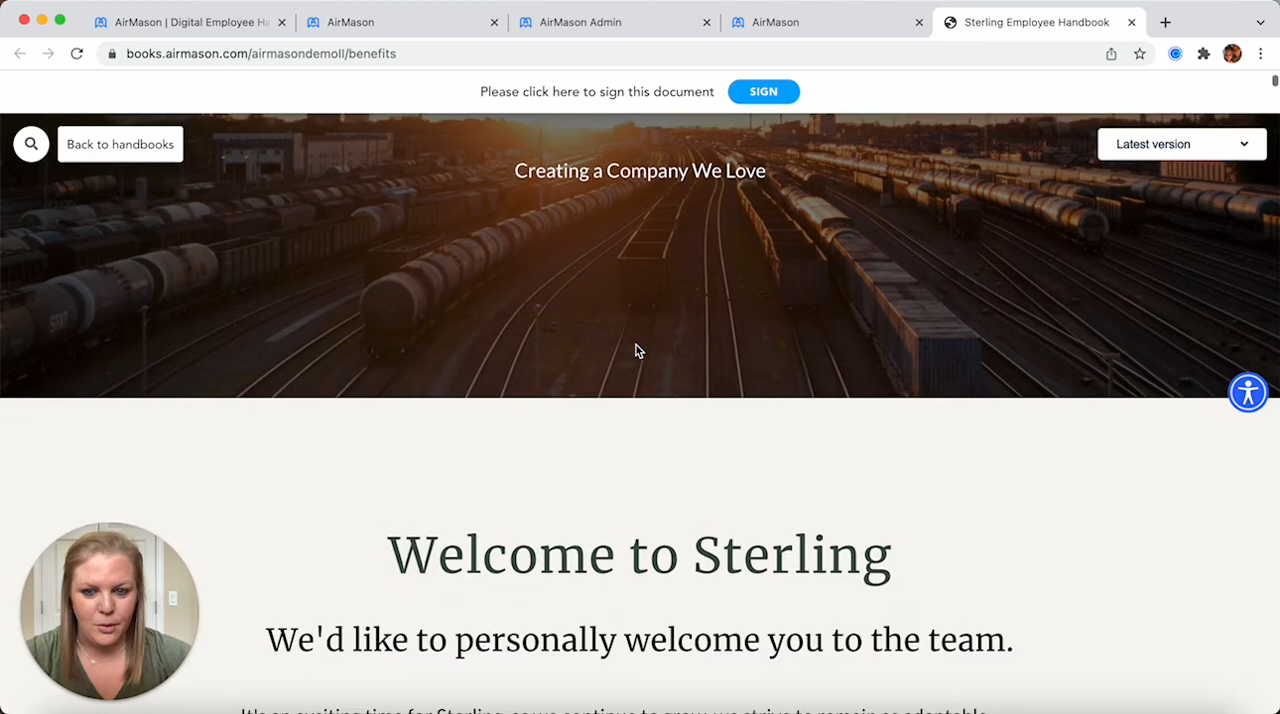 AirMason | Digital Employee Ha
AirMason
AirMason Admin
AirMason
Sterling Employee Handbook
books.airmason.com/airmasondemoll/benefits
Please click here to sign this document
SIGN
Back to handbooks
Latest version
Creating a Company We Love
Welcome to Sterling
We'd like to personally welcome you to the team.